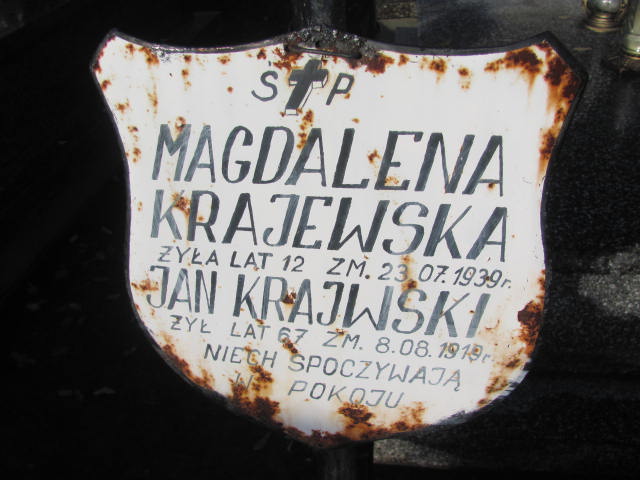 Ś P
MAGDALENA
KRAJEWSKA
ŻYŁA LAT 12 ZM. 23.07.1939r.
JAN KRAJWSKI
ŻYŁ LAT 67 ZM. 8.08.1919r
NIECH SPOCZYWAJĄ
W POKOJU